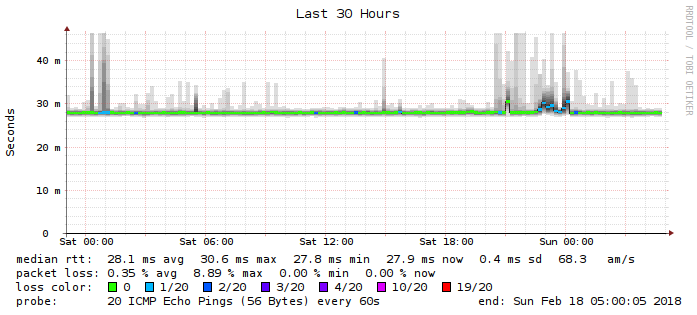 Last 30 Hours
RRDTOOL / TOBI OETIKER
Seconds
40 m
30 m
20 m
10 m
0
Sat 00:00 Sat 06:00 Sat 12:00 Sat 18:00 Sun 00:00
median rtt: 28.1 ms avg 30.6 ms max 27.8 ms min 27.9 ms now 0.4 ms sd 68.3 am/s
packet loss: 0.35 % avg 8.89 % max 0.00 % min 0.00 % now
loss color: 0 1/20 2/20 3/20 4/20 10/20 19/20
probe: 20 ICMP Echo Pings (56 Bytes) every 60s end: Sun Feb 18 05:00:05 2018